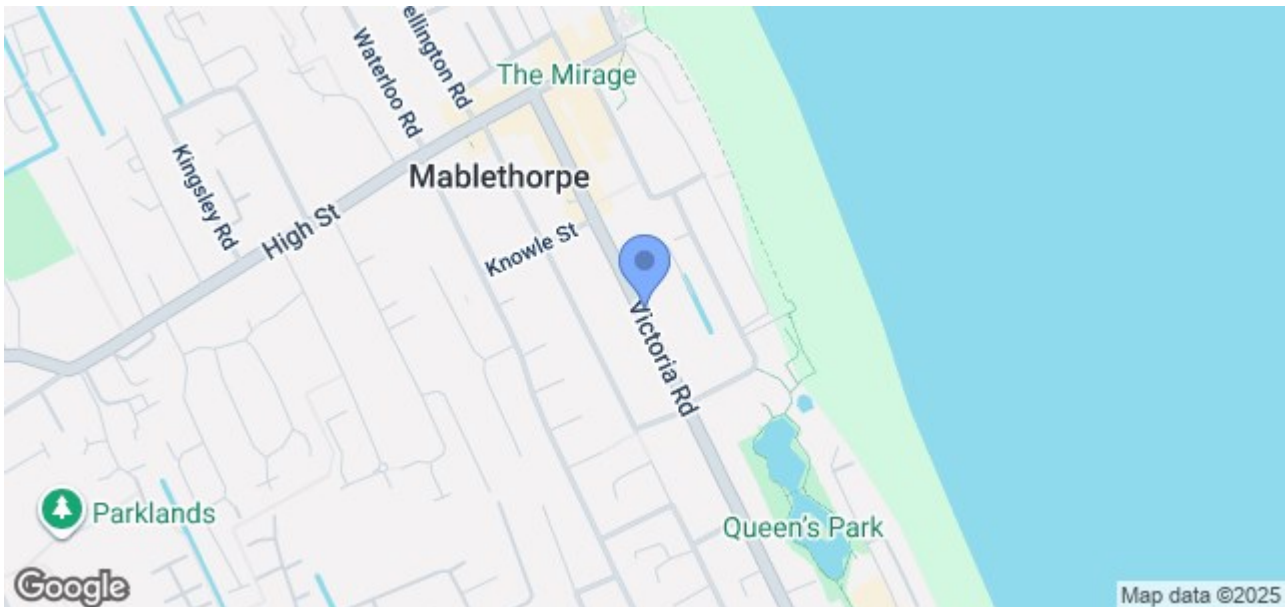 The Mirage
ellington Rd
Waterloo Rd
Mablethorpe
Kingsley Rd
High St
Knowle St
Victoria Rd
Parklands
Queen's Park
Google
Map data ©2025